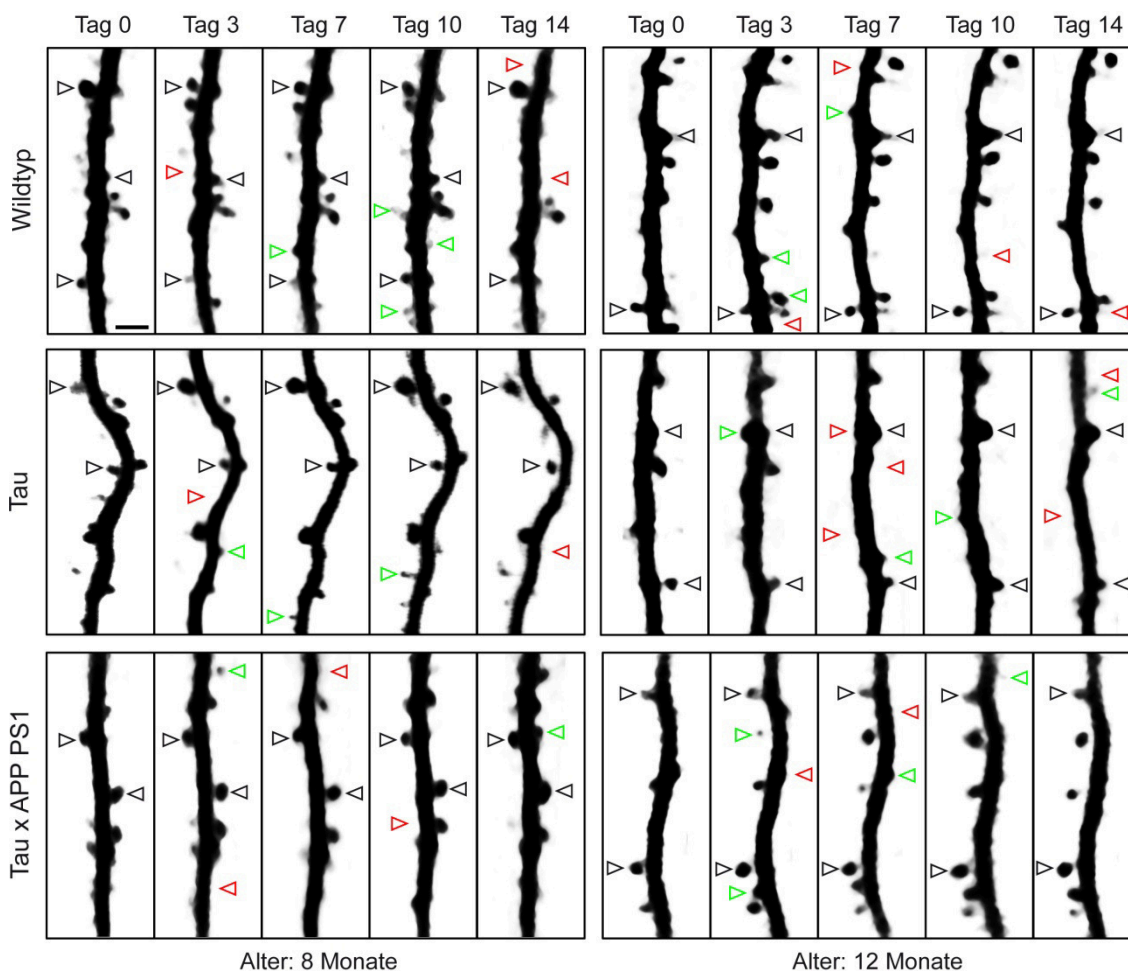 Tag 0 Tag 3 Tag 7 Tag 10 Tag 14 Tag 0 Tag 3 Tag 7 Tag 10 Tag 14
Wildtyp
Tau
Tau x APP PS1
Alter: 8 Monate Alter: 12 Monate